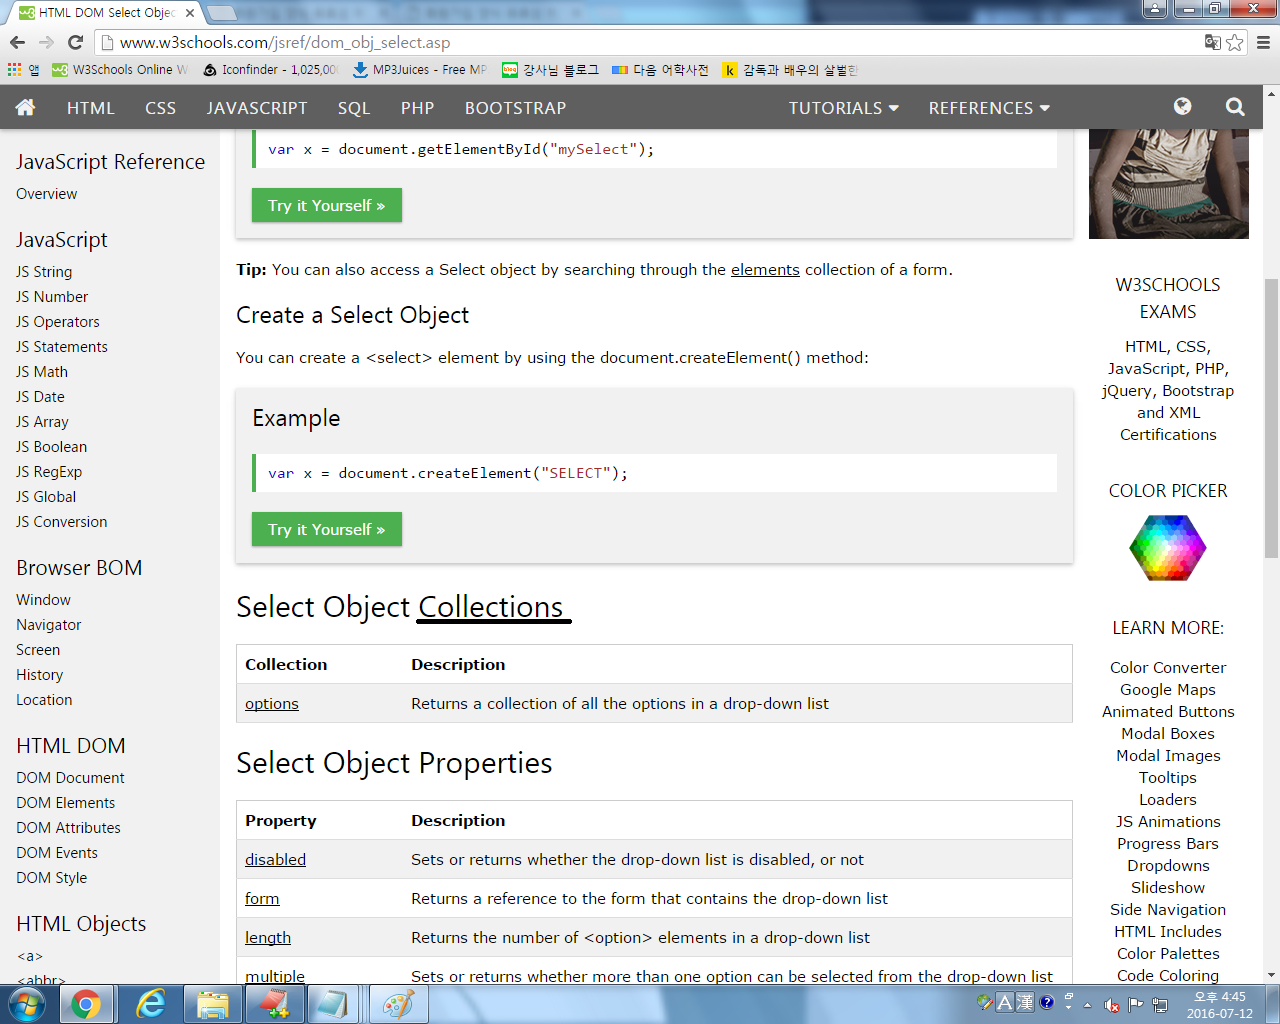 HTML DOM Select Objec
www.w3schools.com/jsref/dom_obj_select.asp
앱
W3Schools Online W
Iconfinder - 1,025,000
MP3Juices - Free MP
blog
강사님 블로그
다음 어학사전
k
감독과 배우의 살벌한
HTML
CSS
JAVASCRIPT
SQL
PHP
BOOTSTRAP
TUTORIALS
REFERENCES
JavaScript Reference
Overview
JavaScript
JS String
JS Number
JS Operators
JS Statements
JS Math
JS Date
JS Array
JS Boolean
JS RegExp
JS Global
JS Conversion
Browser BOM
Window
Navigator
Screen
History
Location
HTML DOM
DOM Document
DOM Elements
DOM Attributes
DOM Events
DOM Style
HTML Objects
<a>
<abbr>
var x = document.getElementById("mySelect");
Try it Yourself »
Tip: You can also access a Select object by searching through the elements collection of a form.
Create a Select Object
You can create a <select> element by using the document.createElement() method:
Example
var x = document.createElement("SELECT");
Try it Yourself »
Select Object Collections
Collection Description
options Returns a collection of all the options in a drop-down list
Select Object Properties
Property Description
disabled Sets or returns whether the drop-down list is disabled, or not
form Returns a reference to the form that contains the drop-down list
length Returns the number of <option> elements in a drop-down list
multiple Sets or returns whether more than one option can be selected from the drop-down list
W3SCHOOLS
EXAMS
HTML, CSS,
JavaScript, PHP,
jQuery, Bootstrap
and XML
Certifications
COLOR PICKER
LEARN MORE:
Color Converter
Google Maps
Animated Buttons
Modal Boxes
Modal Images
Tooltips
Loaders
JS Animations
Progress Bars
Dropdowns
Slideshow
Side Navigation
HTML Includes
Color Palettes
Code Coloring
A 漢
오후 4:45
2016-07-12